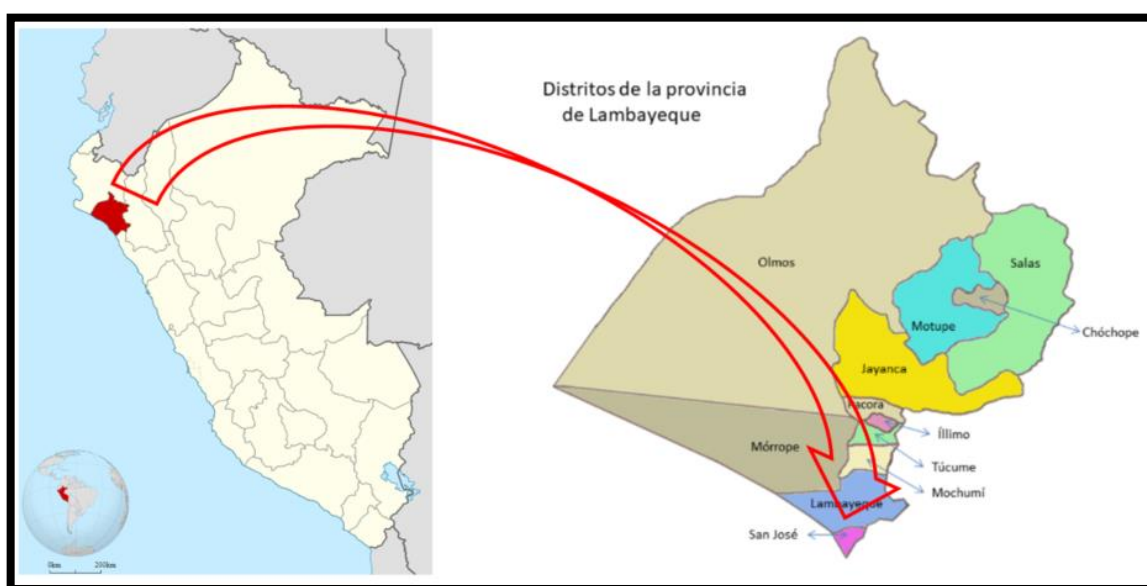 Distritos de la provincia
de Lambayeque
Olmos
Salas
Motupe
Chóchope
Jayanca
Pacora
Íllimo
Mórrope
Túcume
Mochumí
Lambayeque
San José
0km 200km